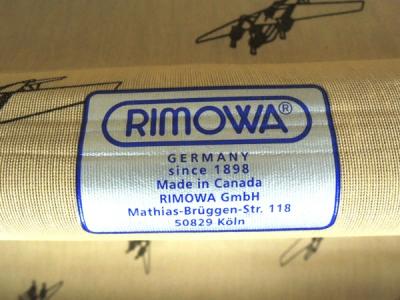 RIMOWA®
GERMANY
since 1898
Made in Canada
RIMOWA GmbH
Mathias-Brüggen-Str. 118
50829 Köln